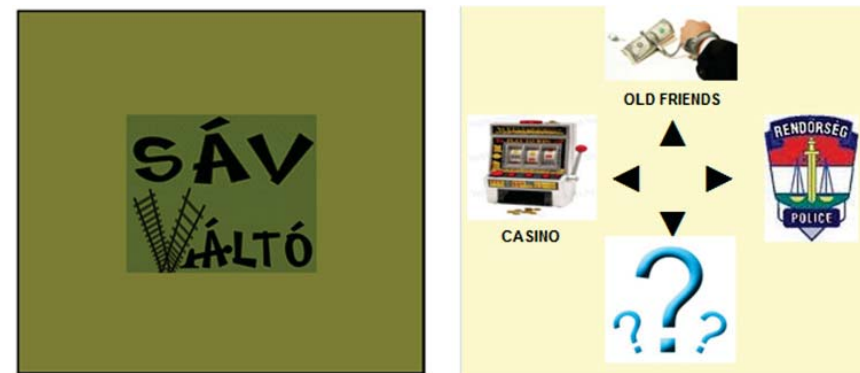 SÁV
VÁLTÓ
OLD FRIENDS
CASINO
RENDŐRSÉG
POLICE
? ? ?